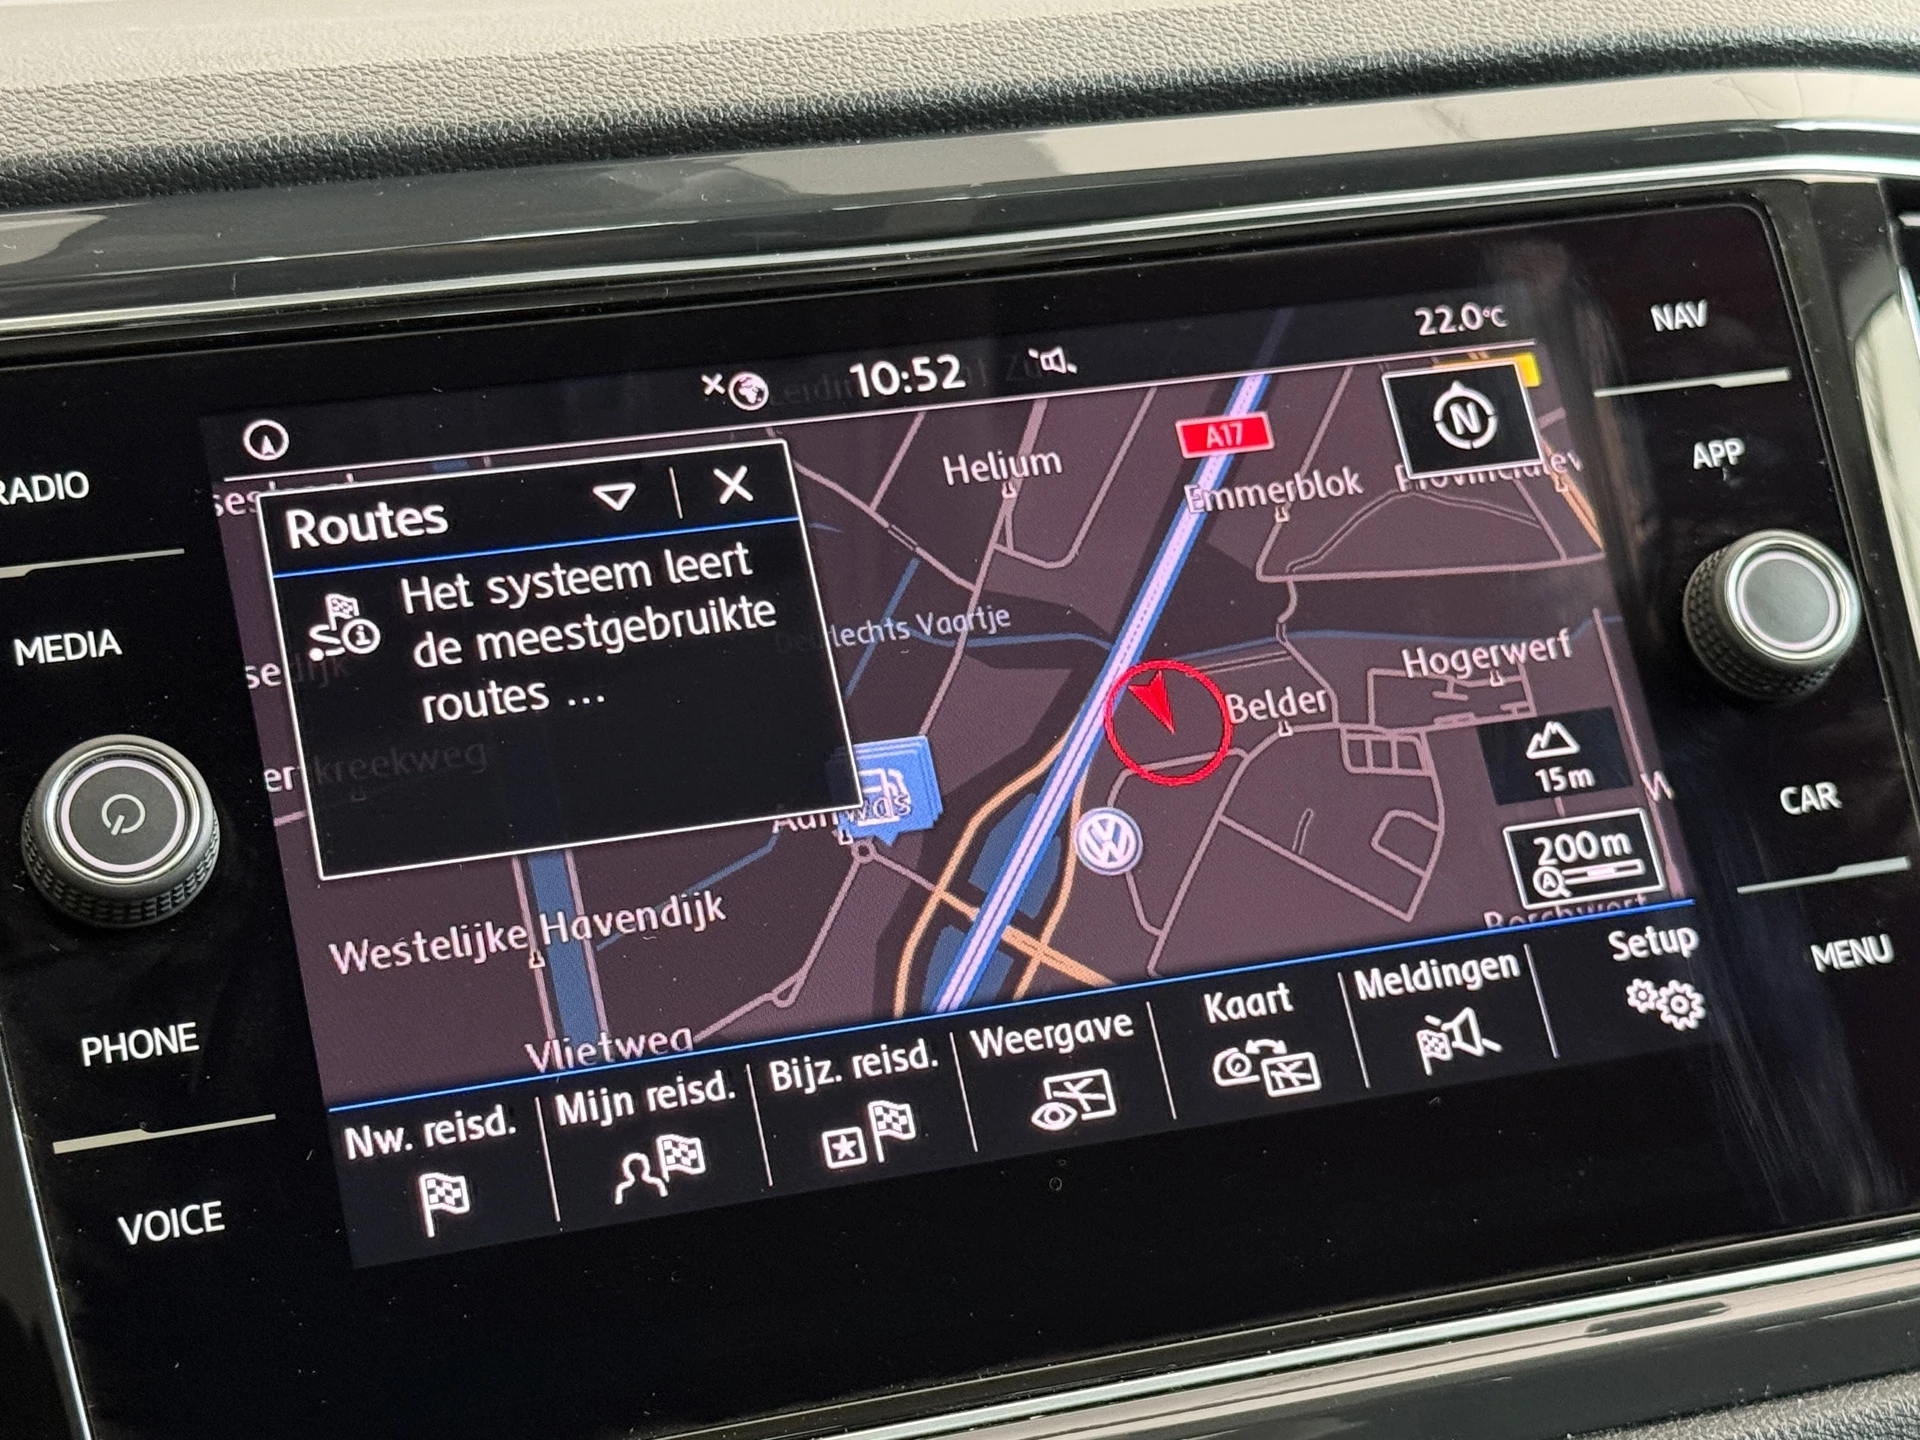 10:52
22.0°C
NAV
RADIO
Routes
Het systeem leert
de meestgebruikte
routes ...
Helium
A17
N
Emmerblok
APP
MEDIA
lechts Vaartje
Hogerwerf
Belder
15m
200m
CAR
kreekweg
Westelijke Havendijk
Vlietweg
MENU
PHONE
VOICE
Nw. reisd.
Mijn reisd.
Bijz. reisd.
Weergave
Kaart
Meldingen
Setup